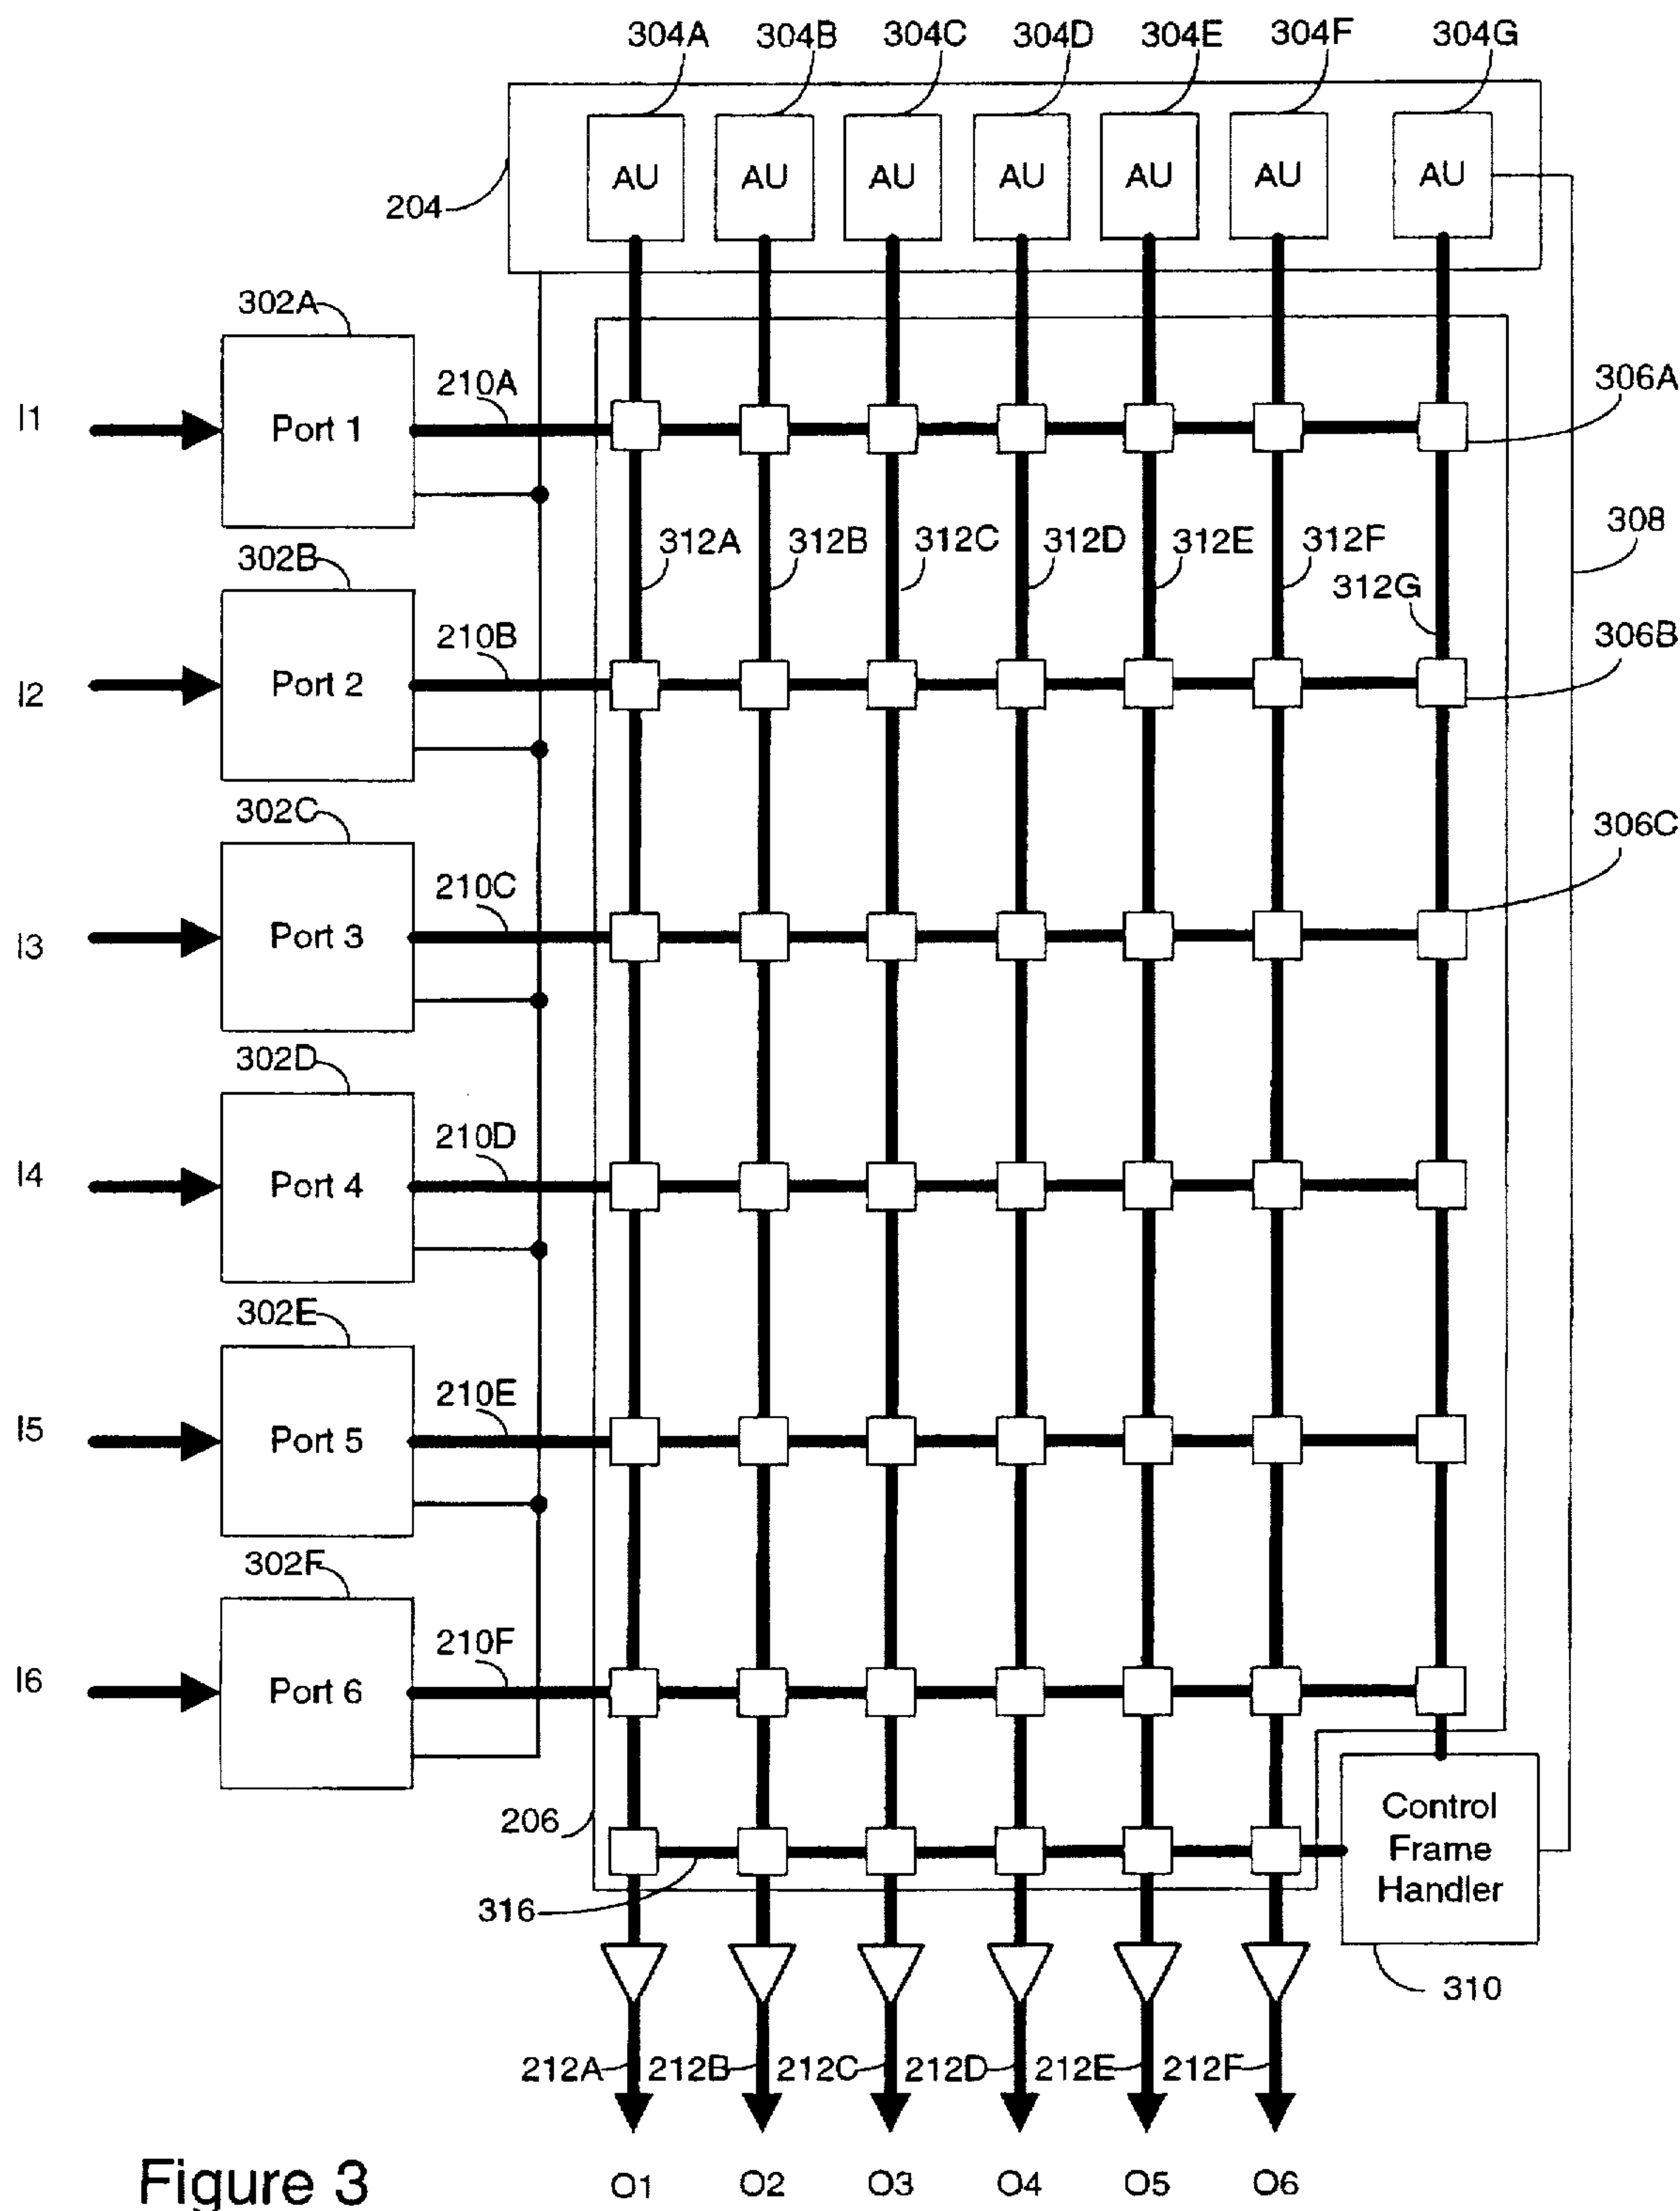 304A 304B 304C 304D 304E 304F 304G
AU AU AU AU AU AU AU
204
302A
210A
306A
I1
Port 1
308
312A 312B 312C 312D 312E 312F
302B
312G
210B
306B
I2
Port 2
302C
306C
210C
I3
Port 3
302D
210D
I4
Port 4
302E
210E
I5
Port 5
302F
210F
I6
Port 6
206
Control
Frame
Handler
316
310
212A 212B 212C 212D 212E 212F
Figure 3
O1 O2 O3 O4 O5 O6